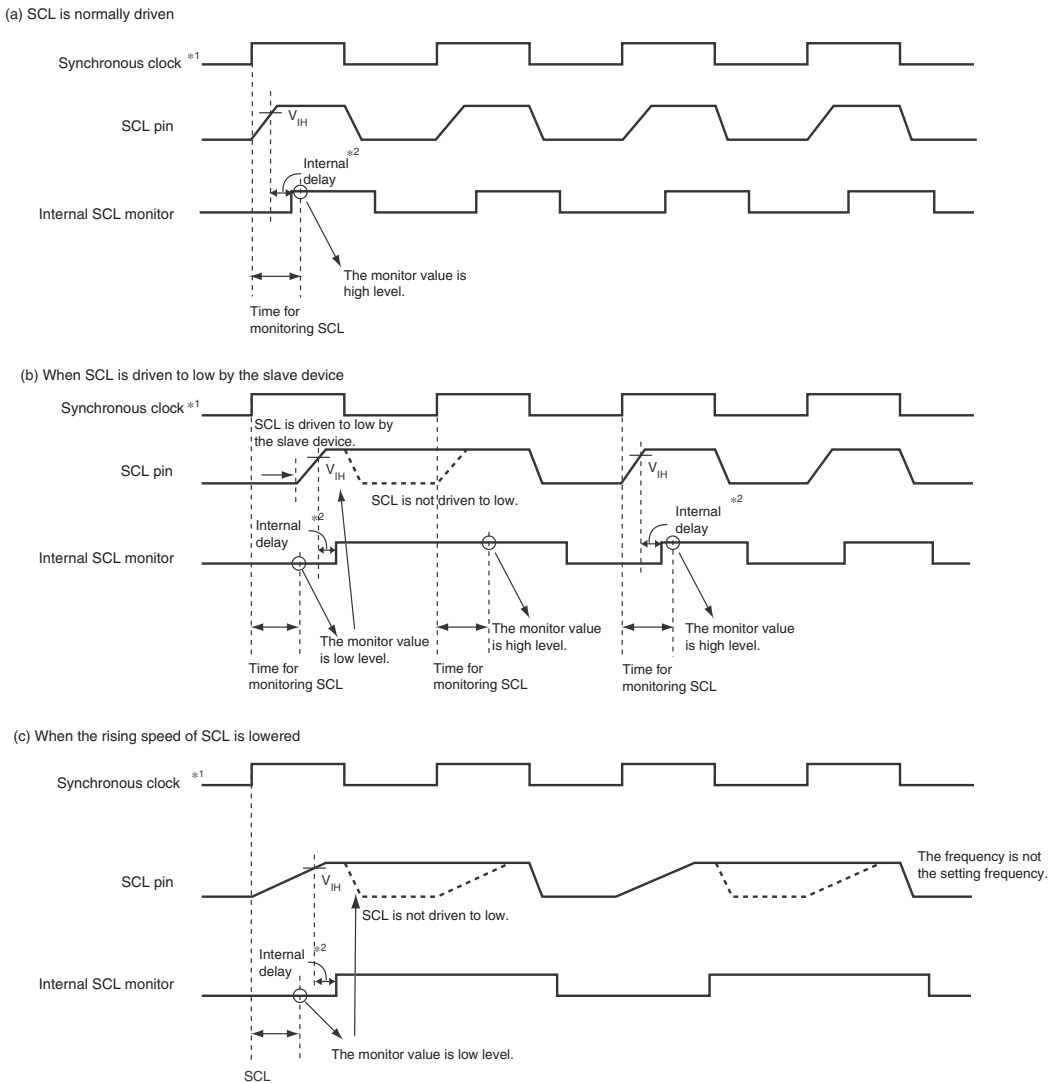 (a) SCL is normally driven
Synchronous clock *1
SCL pin
VIH
Internal *2
delay
Internal SCL monitor
The monitor value is
high level.
Time for
monitoring SCL
(b) When SCL is driven to low by the slave device
Synchronous clock *1
SCL is driven to low by
the slave device.
SCL pin
VIH
SCL is not driven to low.
VIH
Internal *2
delay
Internal *2
delay
Internal SCL monitor
The monitor value
is low level.
The monitor value
is high level.
The monitor value
is high level.
Time for
monitoring SCL
Time for
monitoring SCL
Time for
monitoring SCL
(c) When the rising speed of SCL is lowered
Synchronous clock *1
SCL pin
VIH
SCL is not driven to low.
The frequency is not
the setting frequency.
Internal *2
delay
Internal SCL monitor
The monitor value is low level.
SCL